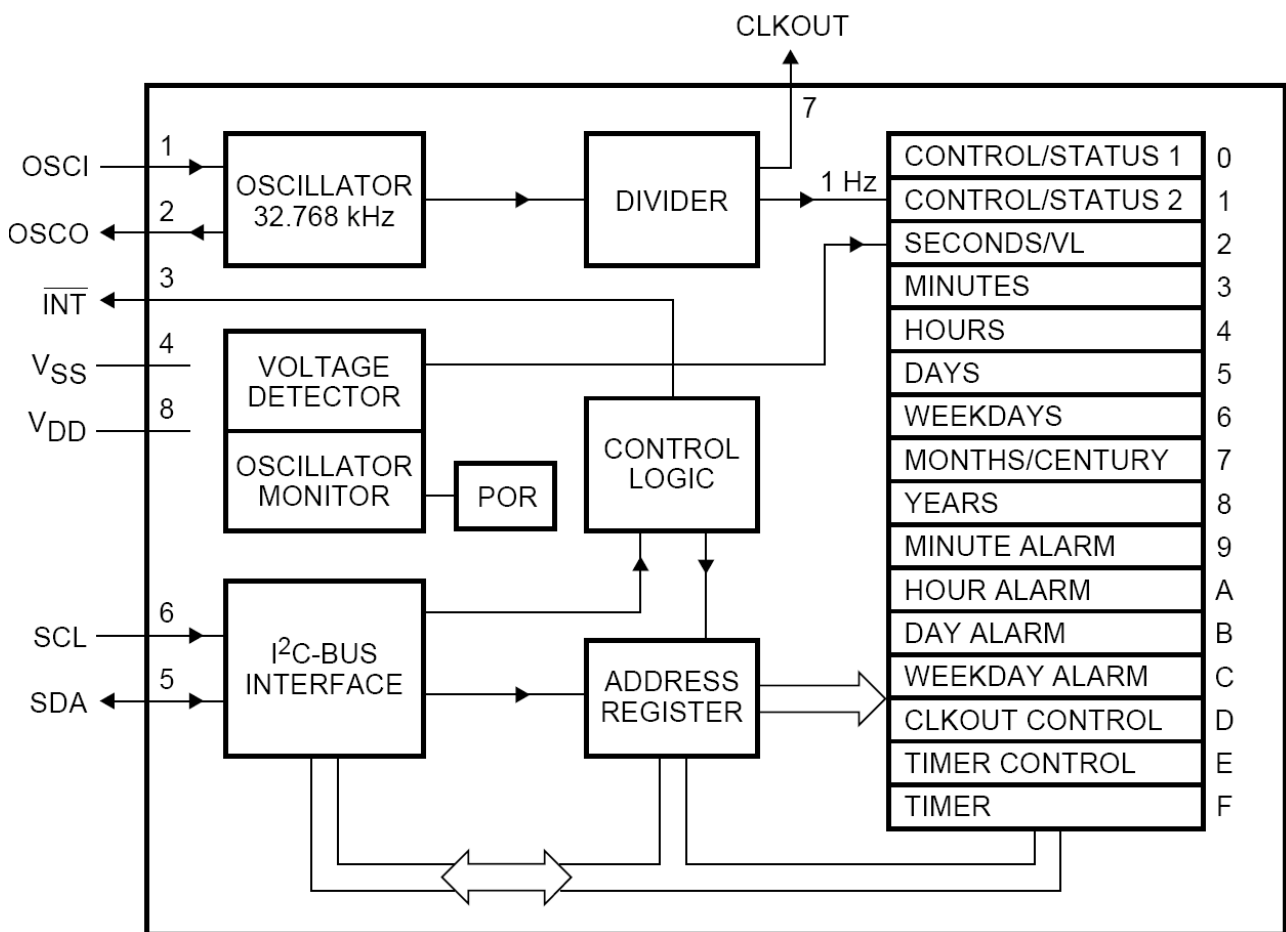 CLKOUT
7
OSCI
1
OSCILLATOR
32.768 kHz
OSCO
2
DIVIDER
1 Hz
CONTROL/STATUS 1 0
CONTROL/STATUS 2 1
SECONDS/VL 2
MINUTES 3
HOURS 4
DAYS 5
WEEKDAYS 6
MONTHS/CENTURY 7
YEARS 8
MINUTE ALARM 9
HOUR ALARM A
DAY ALARM B
WEEKDAY ALARM C
CLKOUT CONTROL D
TIMER CONTROL E
TIMER F
INT
3
VSS
4
VDD
8
VOLTAGE
DETECTOR
OSCILLATOR
MONITOR
POR
CONTROL
LOGIC
SCL
6
SDA
5
I2C-BUS
INTERFACE
ADDRESS
REGISTER